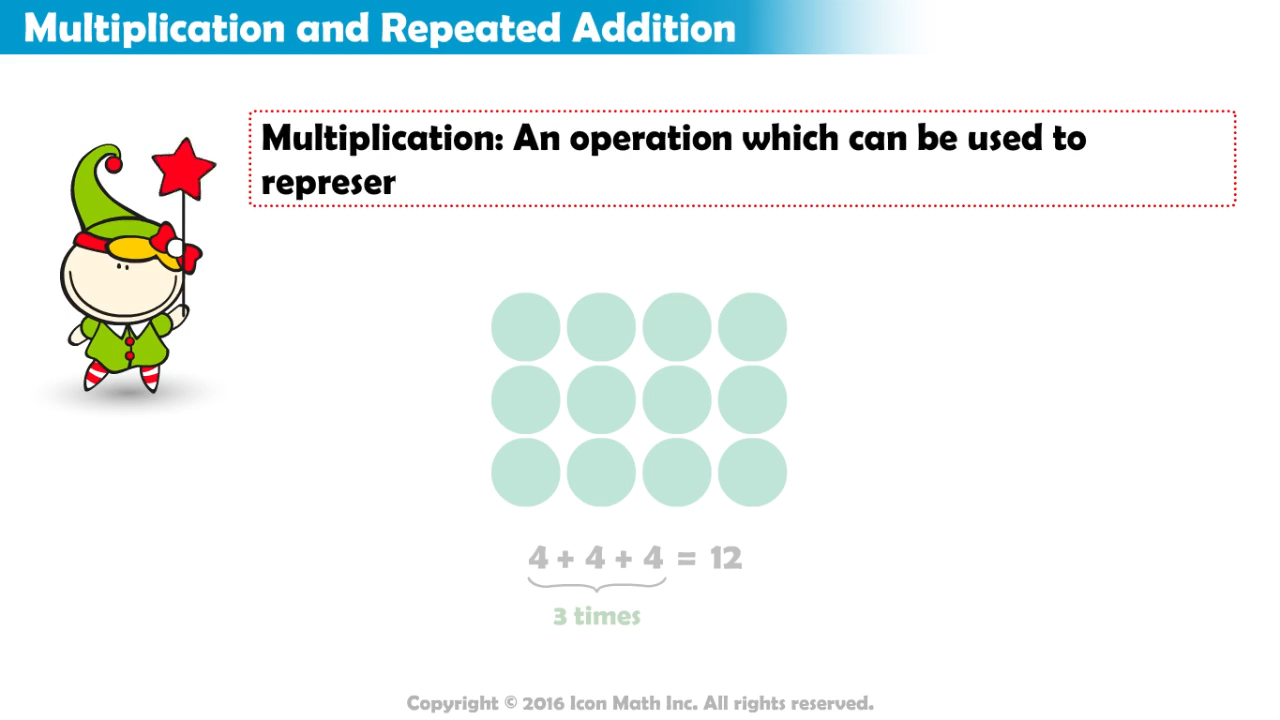 Multiplication and Repeated Addition
Multiplication: An operation which can be used to
represer
4 + 4 + 4 = 12
3 times
Copyright © 2016 Icon Math Inc. All rights reserved.